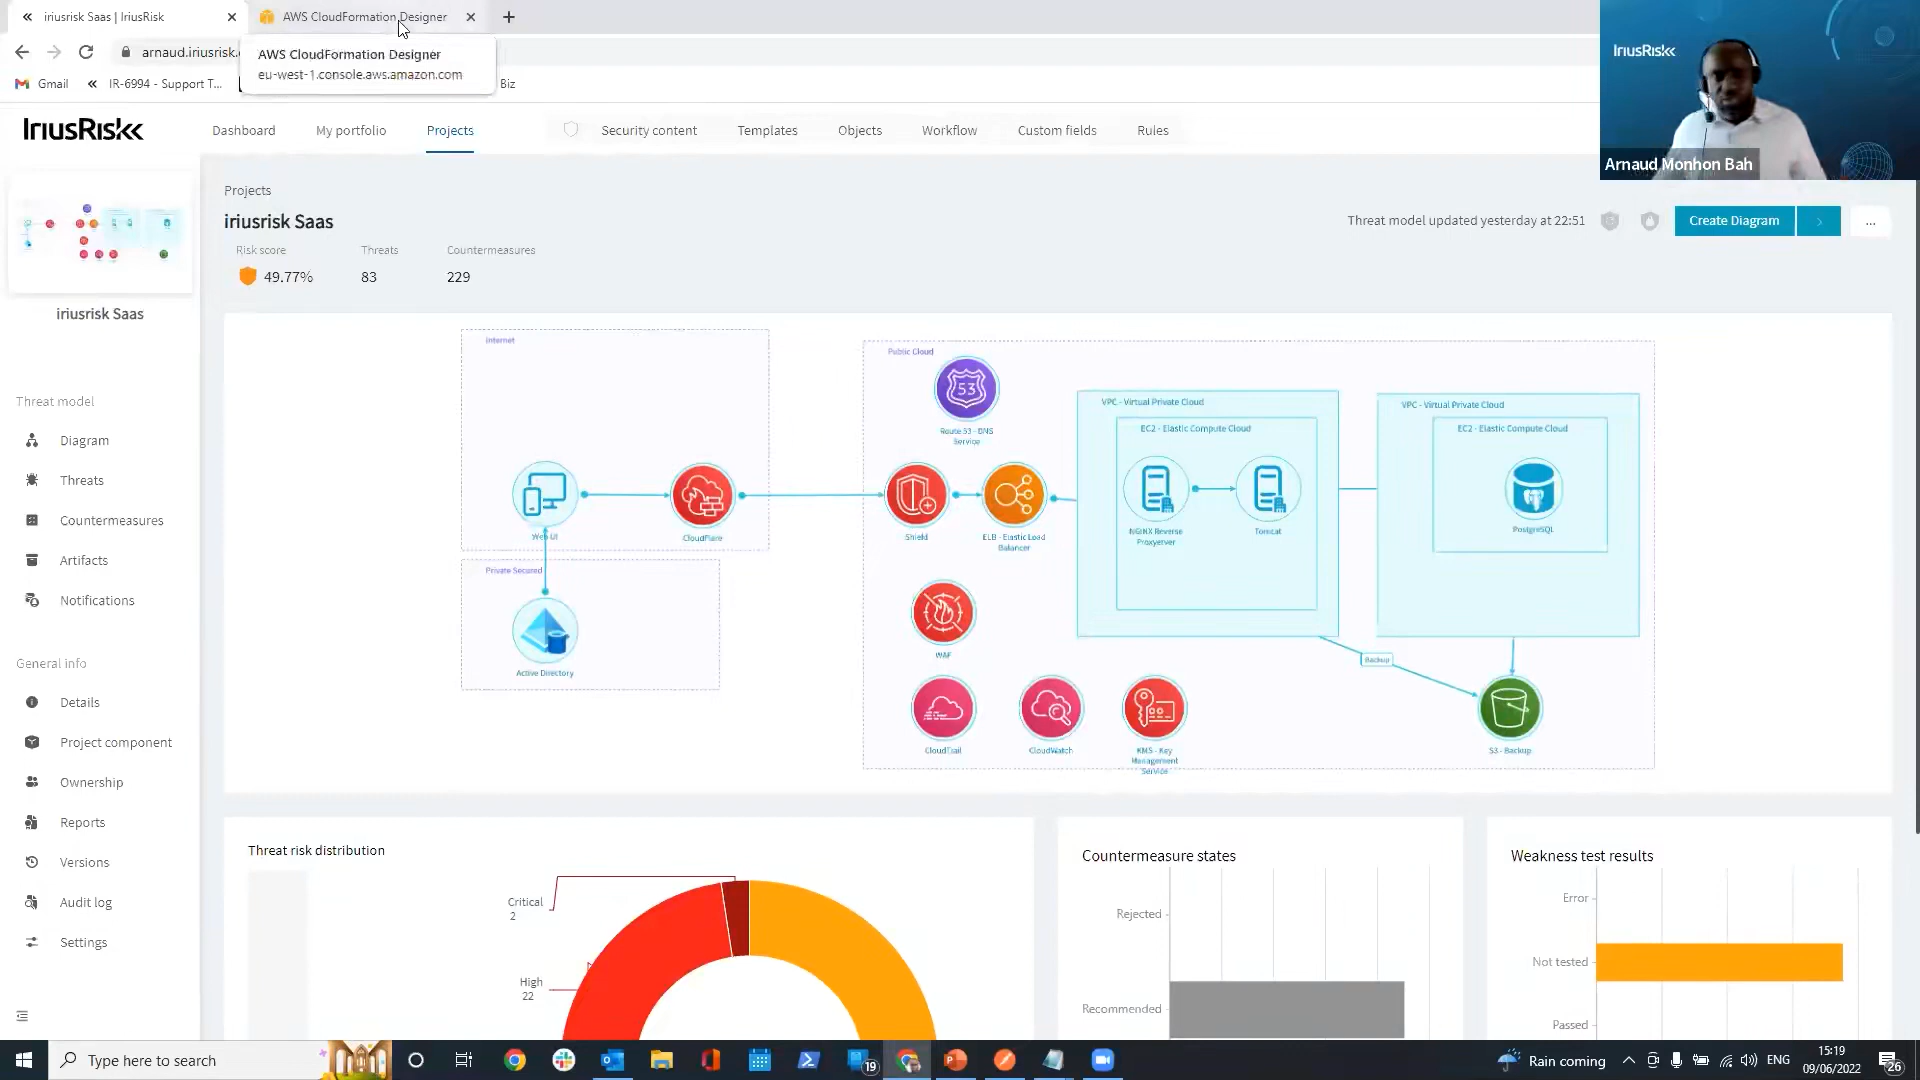 iriusrisk Saas | IriusRisk
AWS CloudFormation Designer
arnaud.iriusrisk.
AWS CloudFormation Designer
eu-west-1.console.aws.amazon.com
Gmail
IR-6994 - Support T...
Biz
IriusRisk
Arnaud Monhon Bah
IriusRisk
Dashboard
My portfolio
Projects
Security content
Templates
Objects
Workflow
Custom fields
Rules
Projects
iriusrisk Saas
Risk score
Threats
Countermeasures
49.77%
83
229
Threat model updated yesterday at 22:51
Create Diagram
...
iriusrisk Saas
Threat model
Diagram
Threats
Countermeasures
Artifacts
Notifications
General info
Details
Project component
Ownership
Reports
Versions
Audit log
Settings
Internet
Web UI
CloudFlare
Private Secured
Active Directory
Public Cloud
53
Route 53 - DNS
Service
Shield
ELB - Elastic Load
Balancer
VPC - Virtual Private Cloud
EC2 - Elastic Compute Cloud
NGINX Reverse
Proxyerver
Tomcat
VPC - Virtual Private Cloud
EC2 - Elastic Compute Cloud
PostgreSQL
WAF
Backup
CloudTrail
CloudWatch
KMS - Key
Management
Service
S3 - Backup
Threat risk distribution
Critical
2
High
22
Countermeasure states
Rejected
Recommended
Weakness test results
Error
Not tested
Passed
Type here to search
19
Rain coming
ENG
15:19
09/06/2022
26